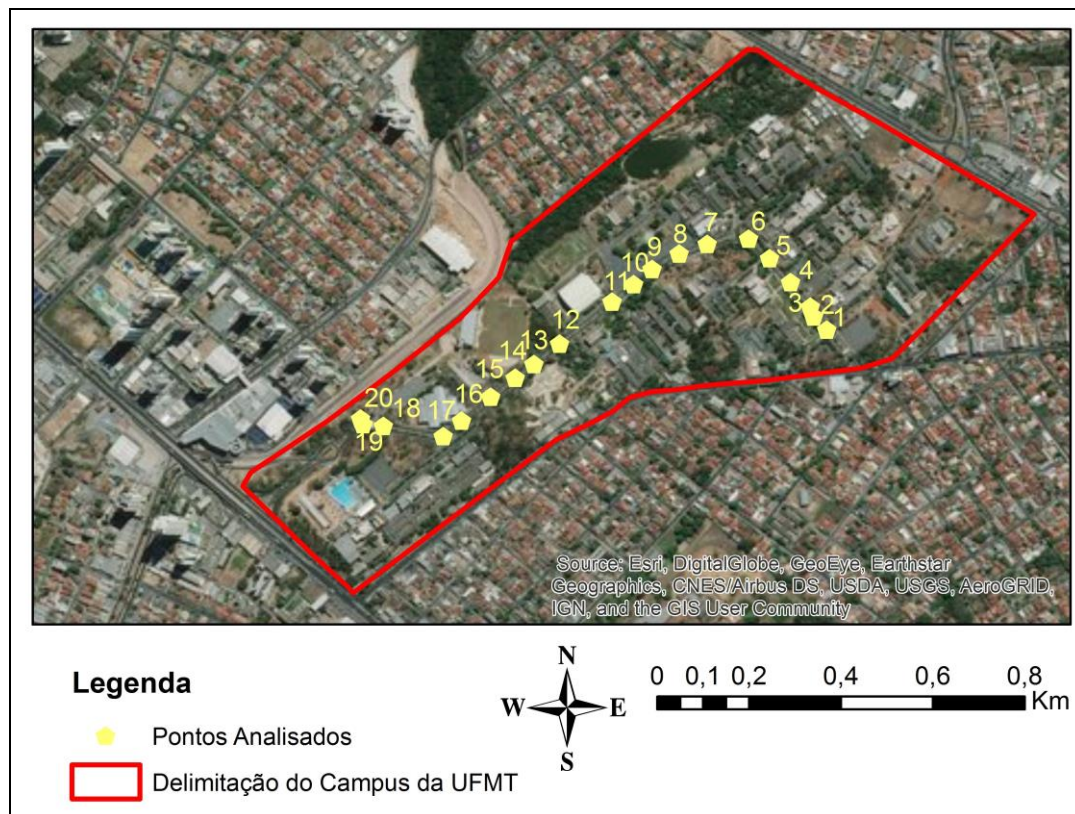 6
7
8
5
9
10
4
11
3
2
1
12
13
14
15
16
20
18
17
19
Source: Esri, DigitalGlobe, GeoEye, Earthstar
Geographics, CNES/Airbus DS, USDA, USGS, AeroGRID,
IGN, and the GIS User Community
Legenda
Pontos Analisados
Delimitação do Campus da UFMT
N
W E
S
0 0,1 0,2 0,4 0,6 0,8
Km